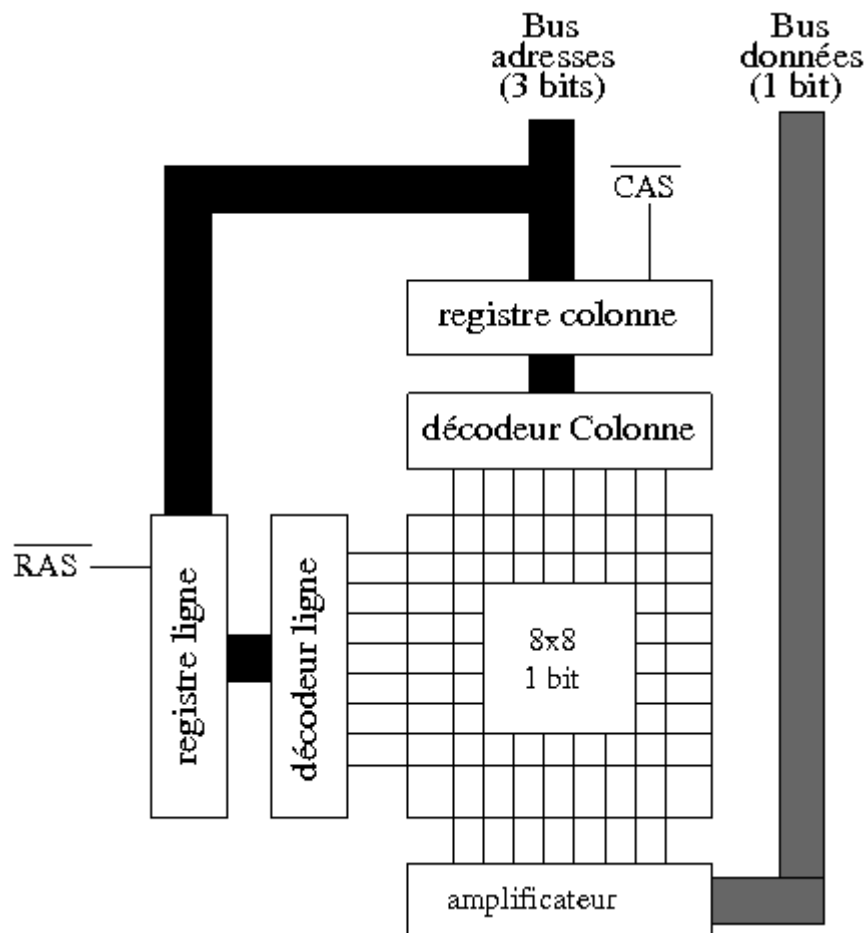 Bus
adresses
(3 bits)
Bus
données
(1 bit)
CAS
registre colonne
décodeur Colonne
RAS
registre ligne
décodeur ligne
8x8
1 bit
amplificateur